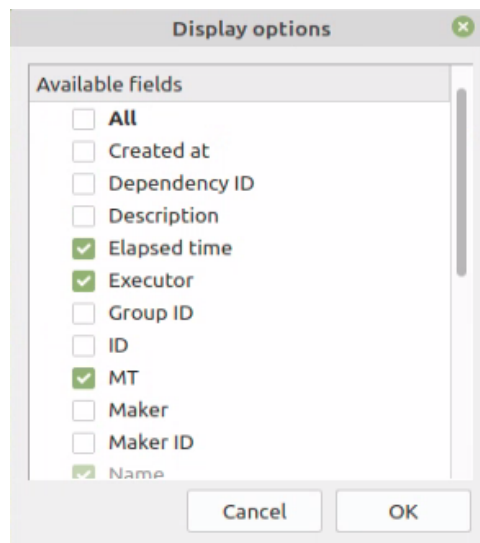 Display options
Available fields
All
Created at
Dependency ID
Description
Elapsed time
Executor
Group ID
ID
MT
Maker
Maker ID
Name
Cancel OK